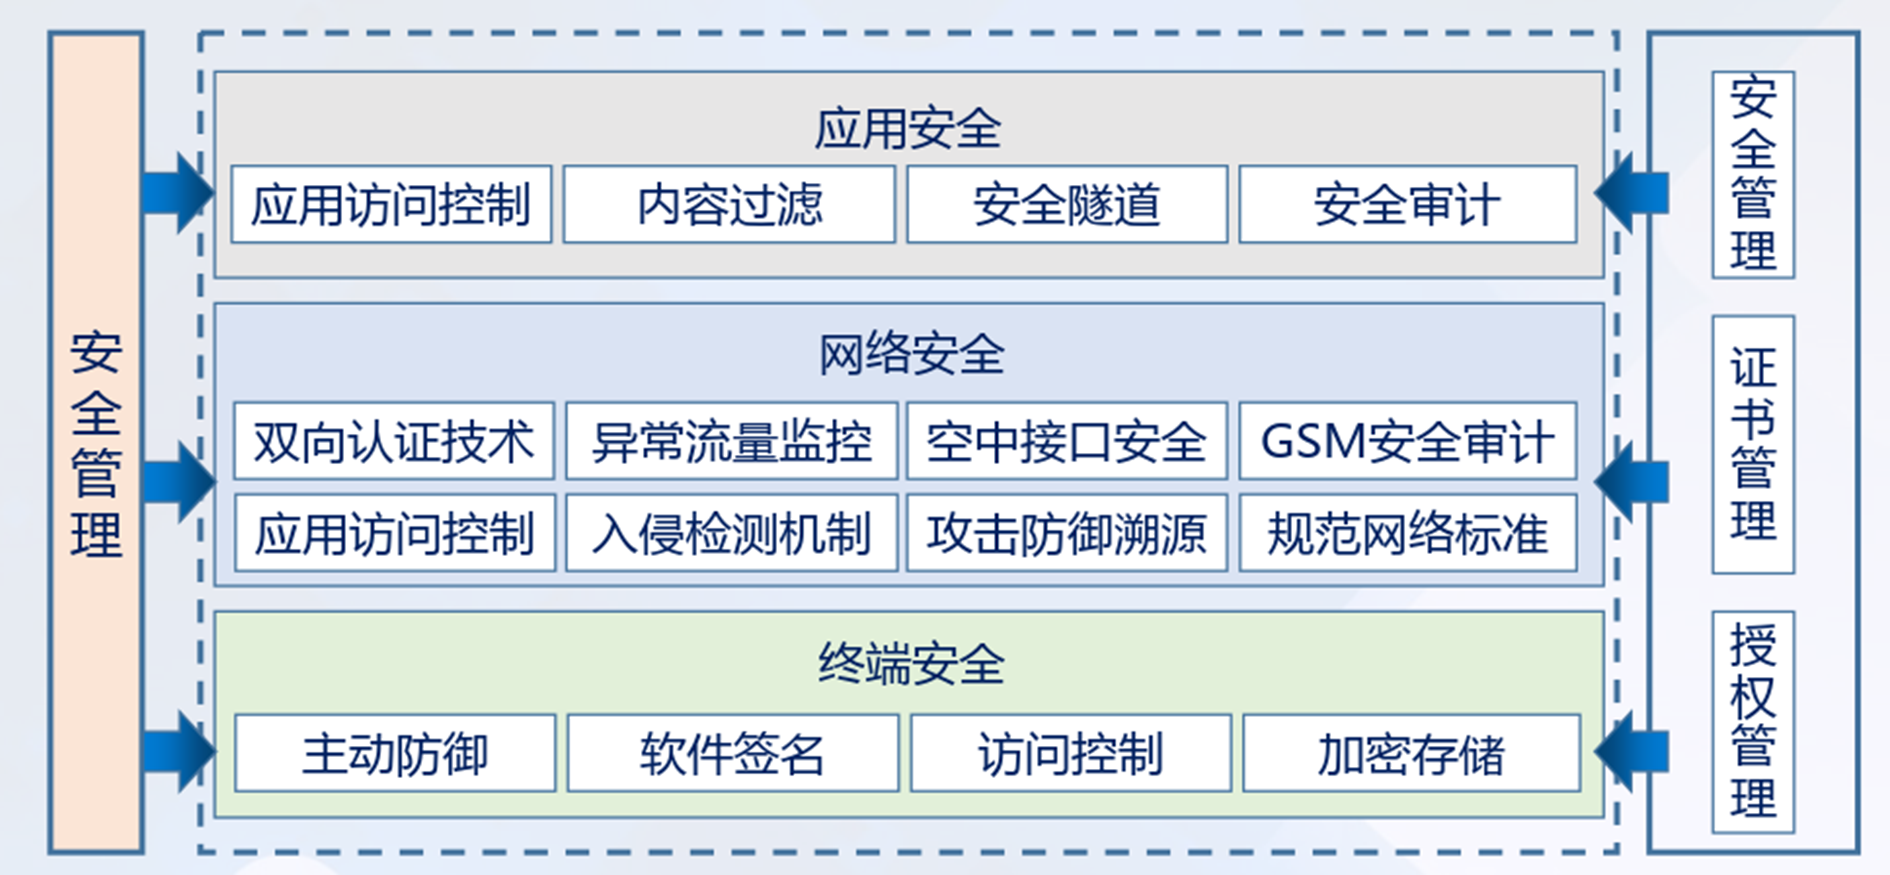 安全管理
应用安全
应用访问控制 内容过滤 安全隧道 安全审计
网络安全
双向认证技术 异常流量监控 空中接口安全 GSM安全审计
应用访问控制 入侵检测机制 攻击防御溯源 规范网络标准
终端安全
主动防御 软件签名 访问控制 加密存储
安全管理
证书管理
授权管理